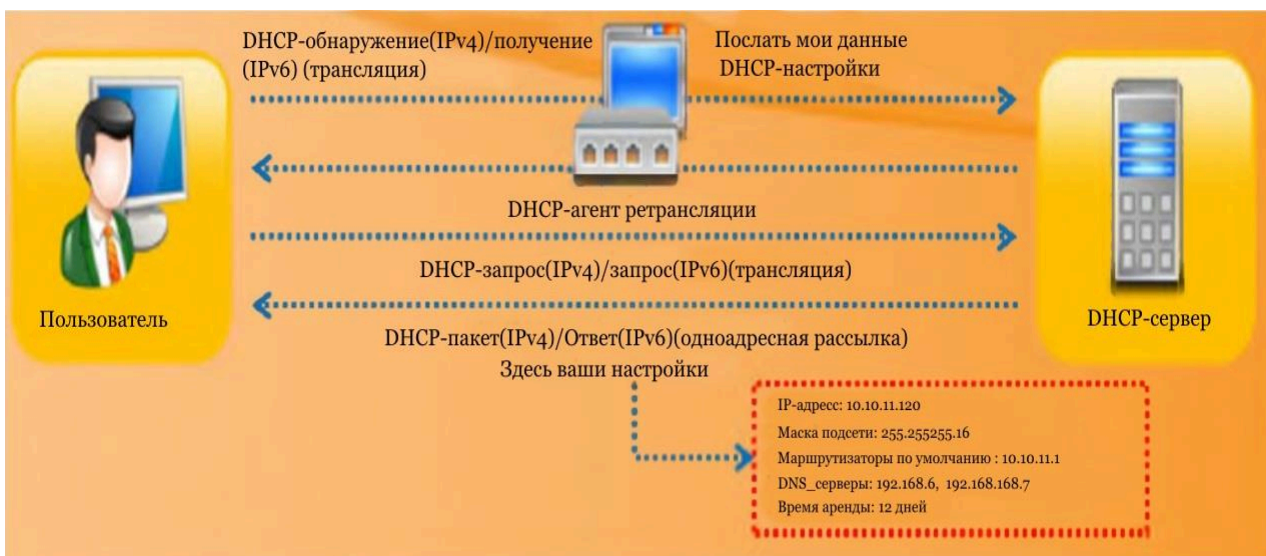 DHCP-обнаружение(IPv4)/получение
(IPv6) (трансляция)
Послать мои данные
DHCP-настройки
DHCP-агент ретрансляции
DHCP-запрос(IPv4)/запрос(IPv6)(трансляция)
Пользователь
DHCP-сервер
DHCP-пакет(IPv4)/Ответ(IPv6)(одноадресная рассылка)
Здесь ваши настройки
IP-адресс: 10.10.11.120
Маска подсети: 255.255255.16
Маршрутизаторы по умолчанию : 10.10.11.1
DNS_серверы: 192.168.6, 192.168.168.7
Время аренды: 12 дней